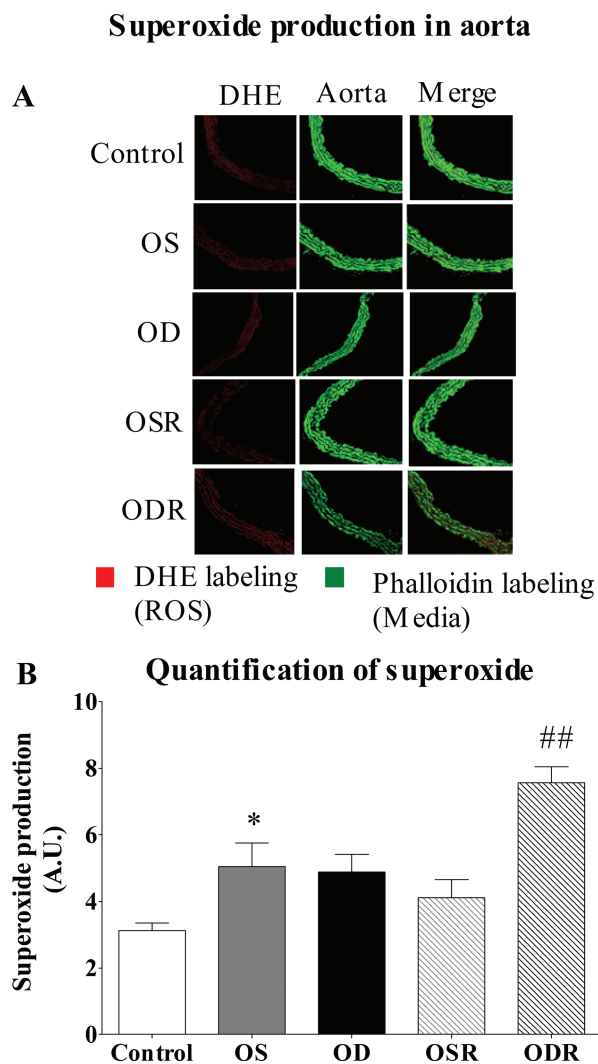 Superoxide production in aorta
A
DHE Aorta Merge
Control
OS
OD
OSR
ODR
DHE labeling
(ROS)
Phalloidin labeling
(Media)
B Quantification of superoxide
Superoxide production
(A.U.)
10
8
6
4
2
0
*
##
Control OS OD OSR ODR